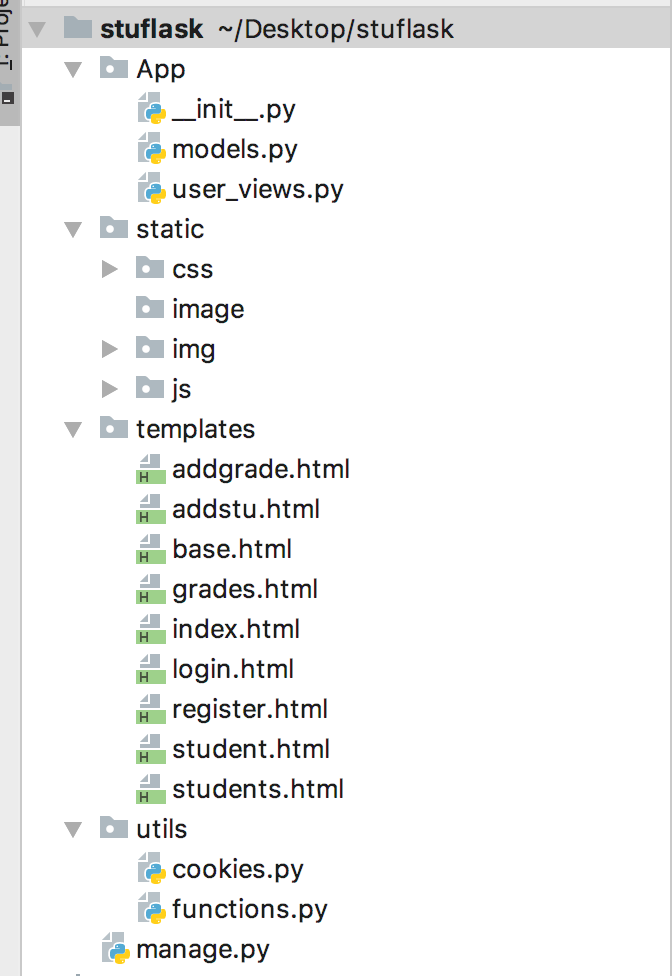 stuflask ~/Desktop/stuflask
App
__init__.py
models.py
user_views.py
static
css
image
img
js
templates
addgrade.html
addstu.html
base.html
grades.html
index.html
login.html
register.html
student.html
students.html
utils
cookies.py
functions.py
manage.py